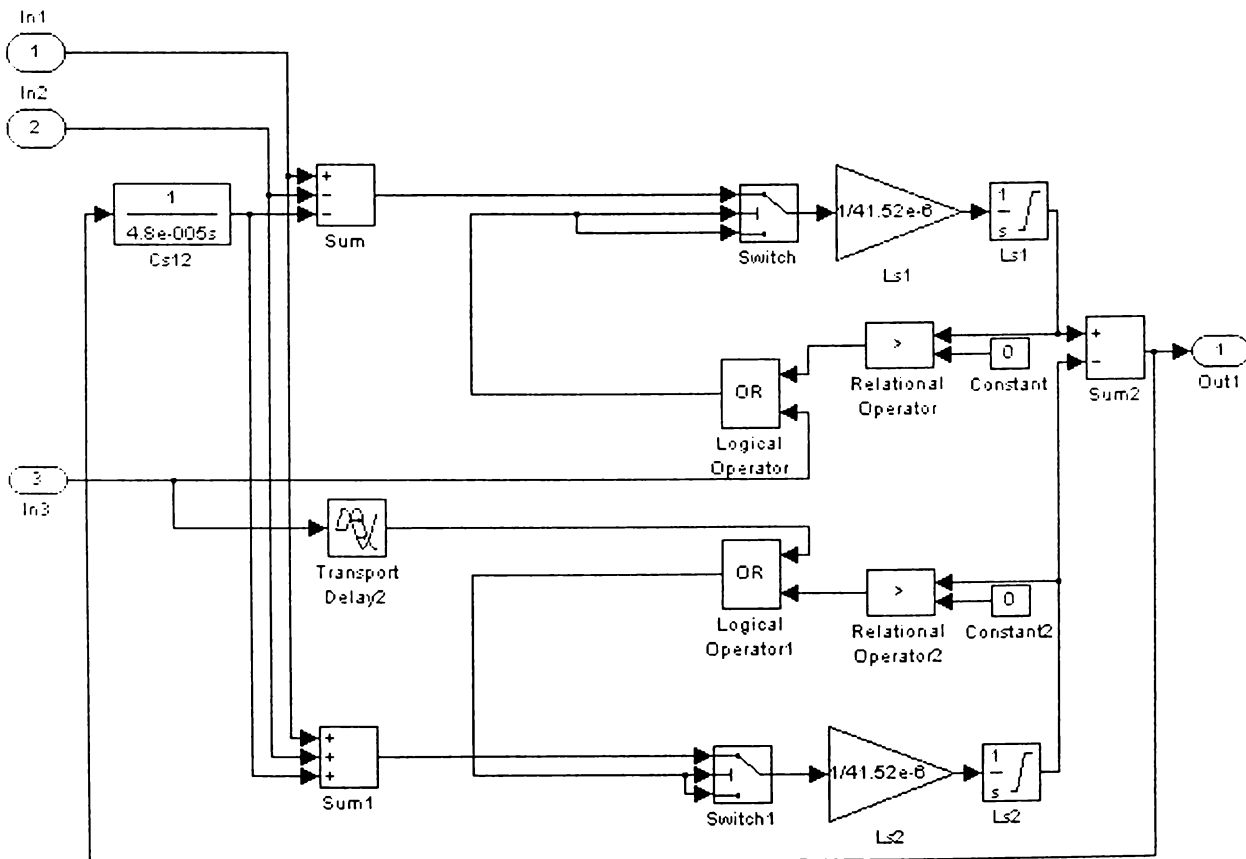 In1
1
In2
2
1
4.8e-005s
Cs12
+
−
−
Sum
Switch
1/41.52e-6
Ls1
1
s
Ls1
>
Relational
Operator
0
Constant
+
−
Sum2
1
Out1
OR
Logical
Operator
3
In3
Transport
Delay2
OR
Logical
Operator1
>
Relational
Operator2
0
Constant2
+
+
+
Sum1
Switch1
1/41.52e-6
Ls2
1
s
Ls2